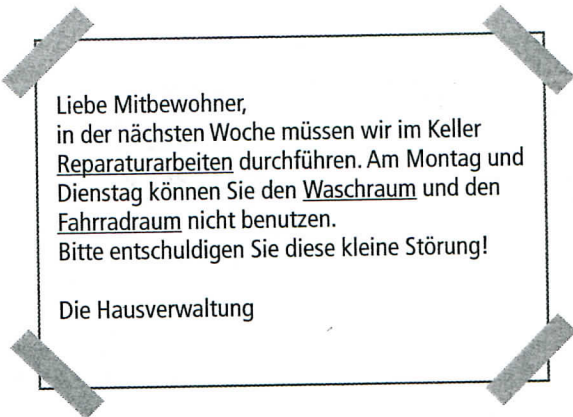 Liebe Mitbewohner,
in der nächsten Woche müssen wir im Keller
Reparaturarbeiten durchführen. Am Montag und
Dienstag können Sie den Waschraum und den
Fahrradraum nicht benutzen.
Bitte entschuldigen Sie diese kleine Störung!
Die Hausverwaltung